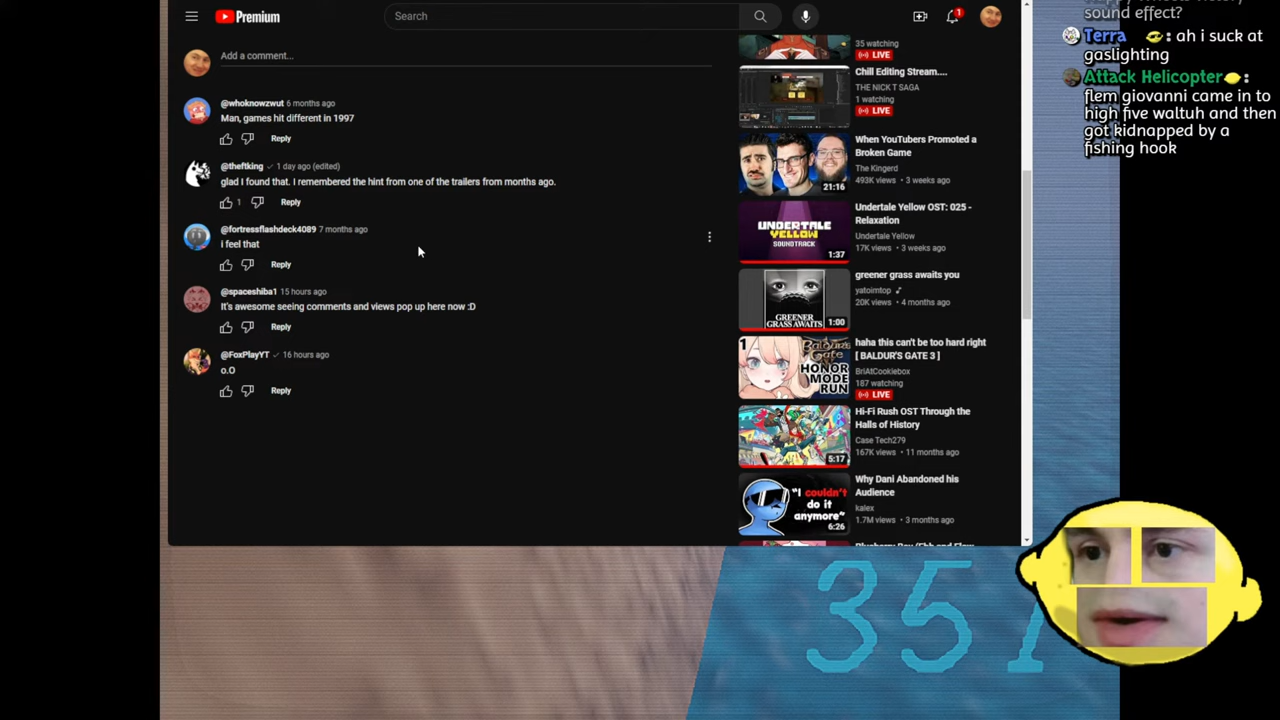 Premium
Search
1
Add a comment...
@whoknowzwut 6 months ago
Man, games hit different in 1997
Reply
@theftking 1 day ago (edited)
glad I found that. I remembered the hint from one of the trailers from months ago.
1
Reply
@fortressflashdeck4089 7 months ago
i feel that
Reply
@spaceshiba1 15 hours ago
It's awesome seeing comments and views pop up here now :D
Reply
@FoxPlayYT 16 hours ago
o.O
Reply
35 watching
LIVE
Chill Editing Stream....
THE NICK T SAGA
1 watching
LIVE
21:16
When YouTubers Promoted a
Broken Game
The Kingerd
493K views • 3 weeks ago
UNDERTALE
YELLOW
SOUNDTRACK
1:37
Undertale Yellow OST: 025 -
Relaxation
Undertale Yellow
17K views • 3 weeks ago
GREENER
GRASS AWAITS
1:00
greener grass awaits you
yatoimtop
20K views • 4 months ago
1
BALDUR'S
GATE
HONOR
MODE
RUN
haha this can't be too hard right
[ BALDUR'S GATE 3 ]
BriAtCookiebox
187 watching
LIVE
5:17
Hi-Fi Rush OST Through the
Halls of History
Case Tech279
167K views • 11 months ago
"I couldn't
do it
anymore"
6:26
Why Dani Abandoned his
Audience
kalex
1.7M views • 3 months ago
sound effect?
Terra : ah i suck at
gaslighting
Attack Helicopter :
flem giovanni came in to
high five waltuh and then
got kidnapped by a
fishing hook
351